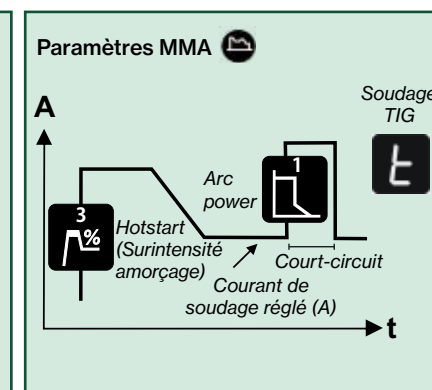 Paramètres MMA
A
Soudage
TIG
t
1
Arc
power
3
%
Hotstart
(Surintensité
amorçage)
Court-circuit
Courant de
soudage réglé (A)
t